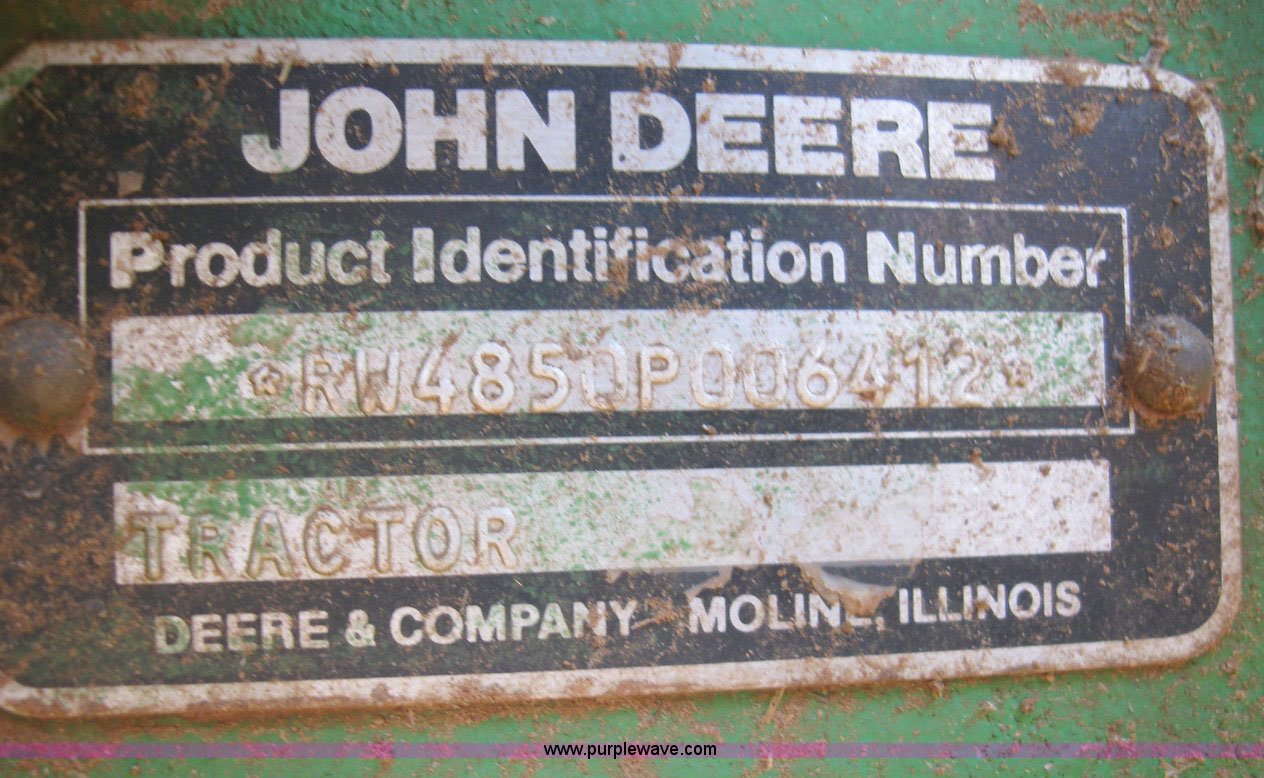 JOHN DEERE
Product Identification Number
*RW4850P006412*
TRACTOR
DEERE & COMPANY MOLINE, ILLINOIS
www.purplewave.com